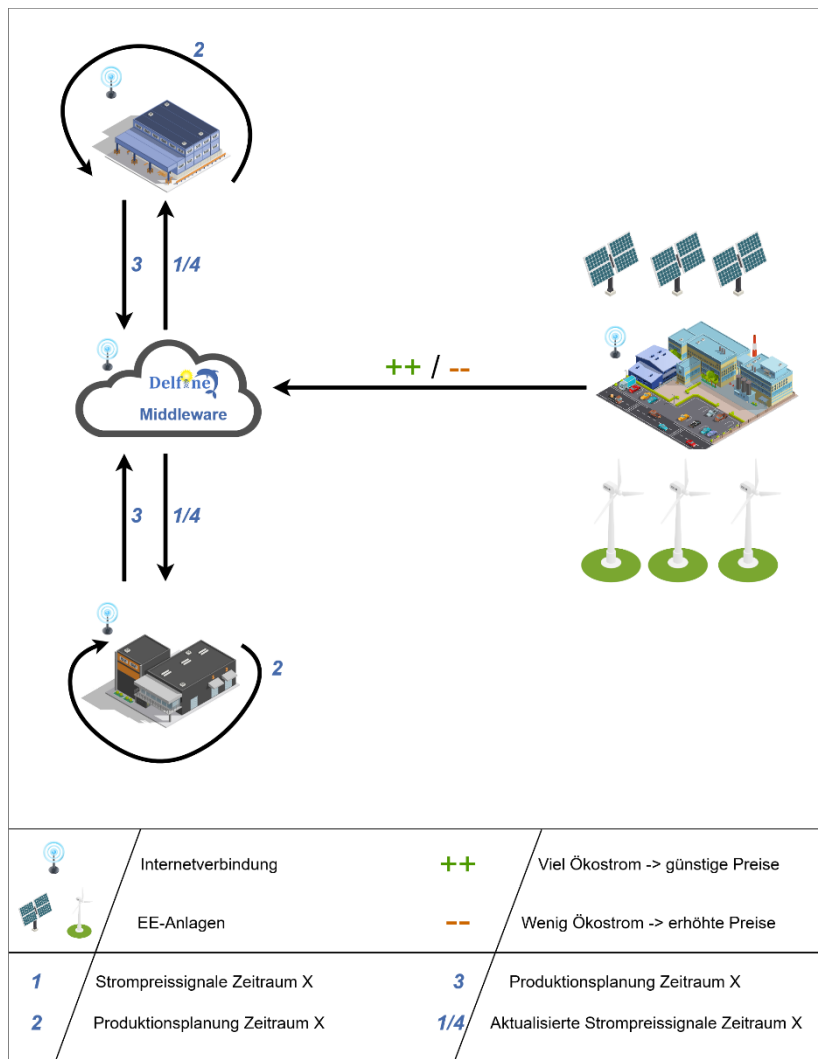 2
3
1/4
++ / --
Delfine
Middleware
3
1/4
2
Internetverbindung
++
Viel Ökostrom -> günstige Preise
EE-Anlagen
--
Wenig Ökostrom -> erhöhte Preise
1
Strompreissignale Zeitraum X
3
Produktionsplanung Zeitraum X
2
Produktionsplanung Zeitraum X
1/4
Aktualisierte Strompreissignale Zeitraum X